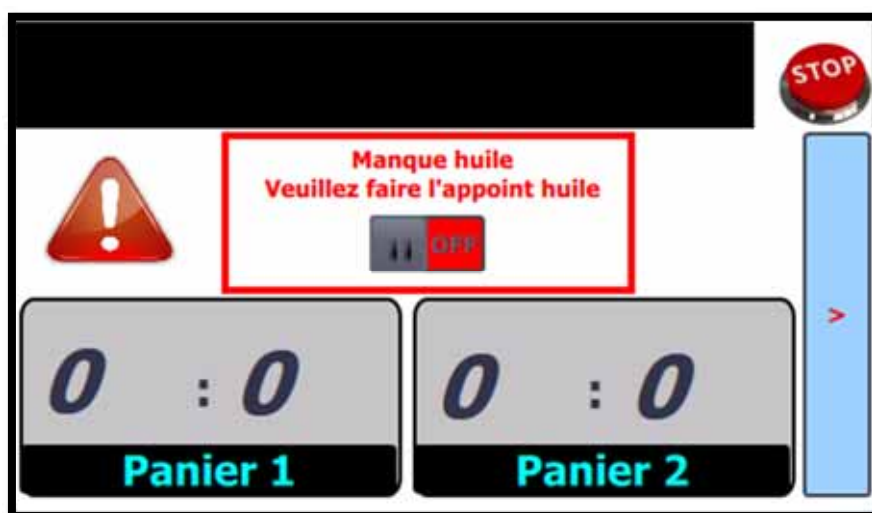 STOP
Manque huile
Veuillez faire l'appoint huile
OFF
0 : 0
0 : 0
>
Panier 1
Panier 2